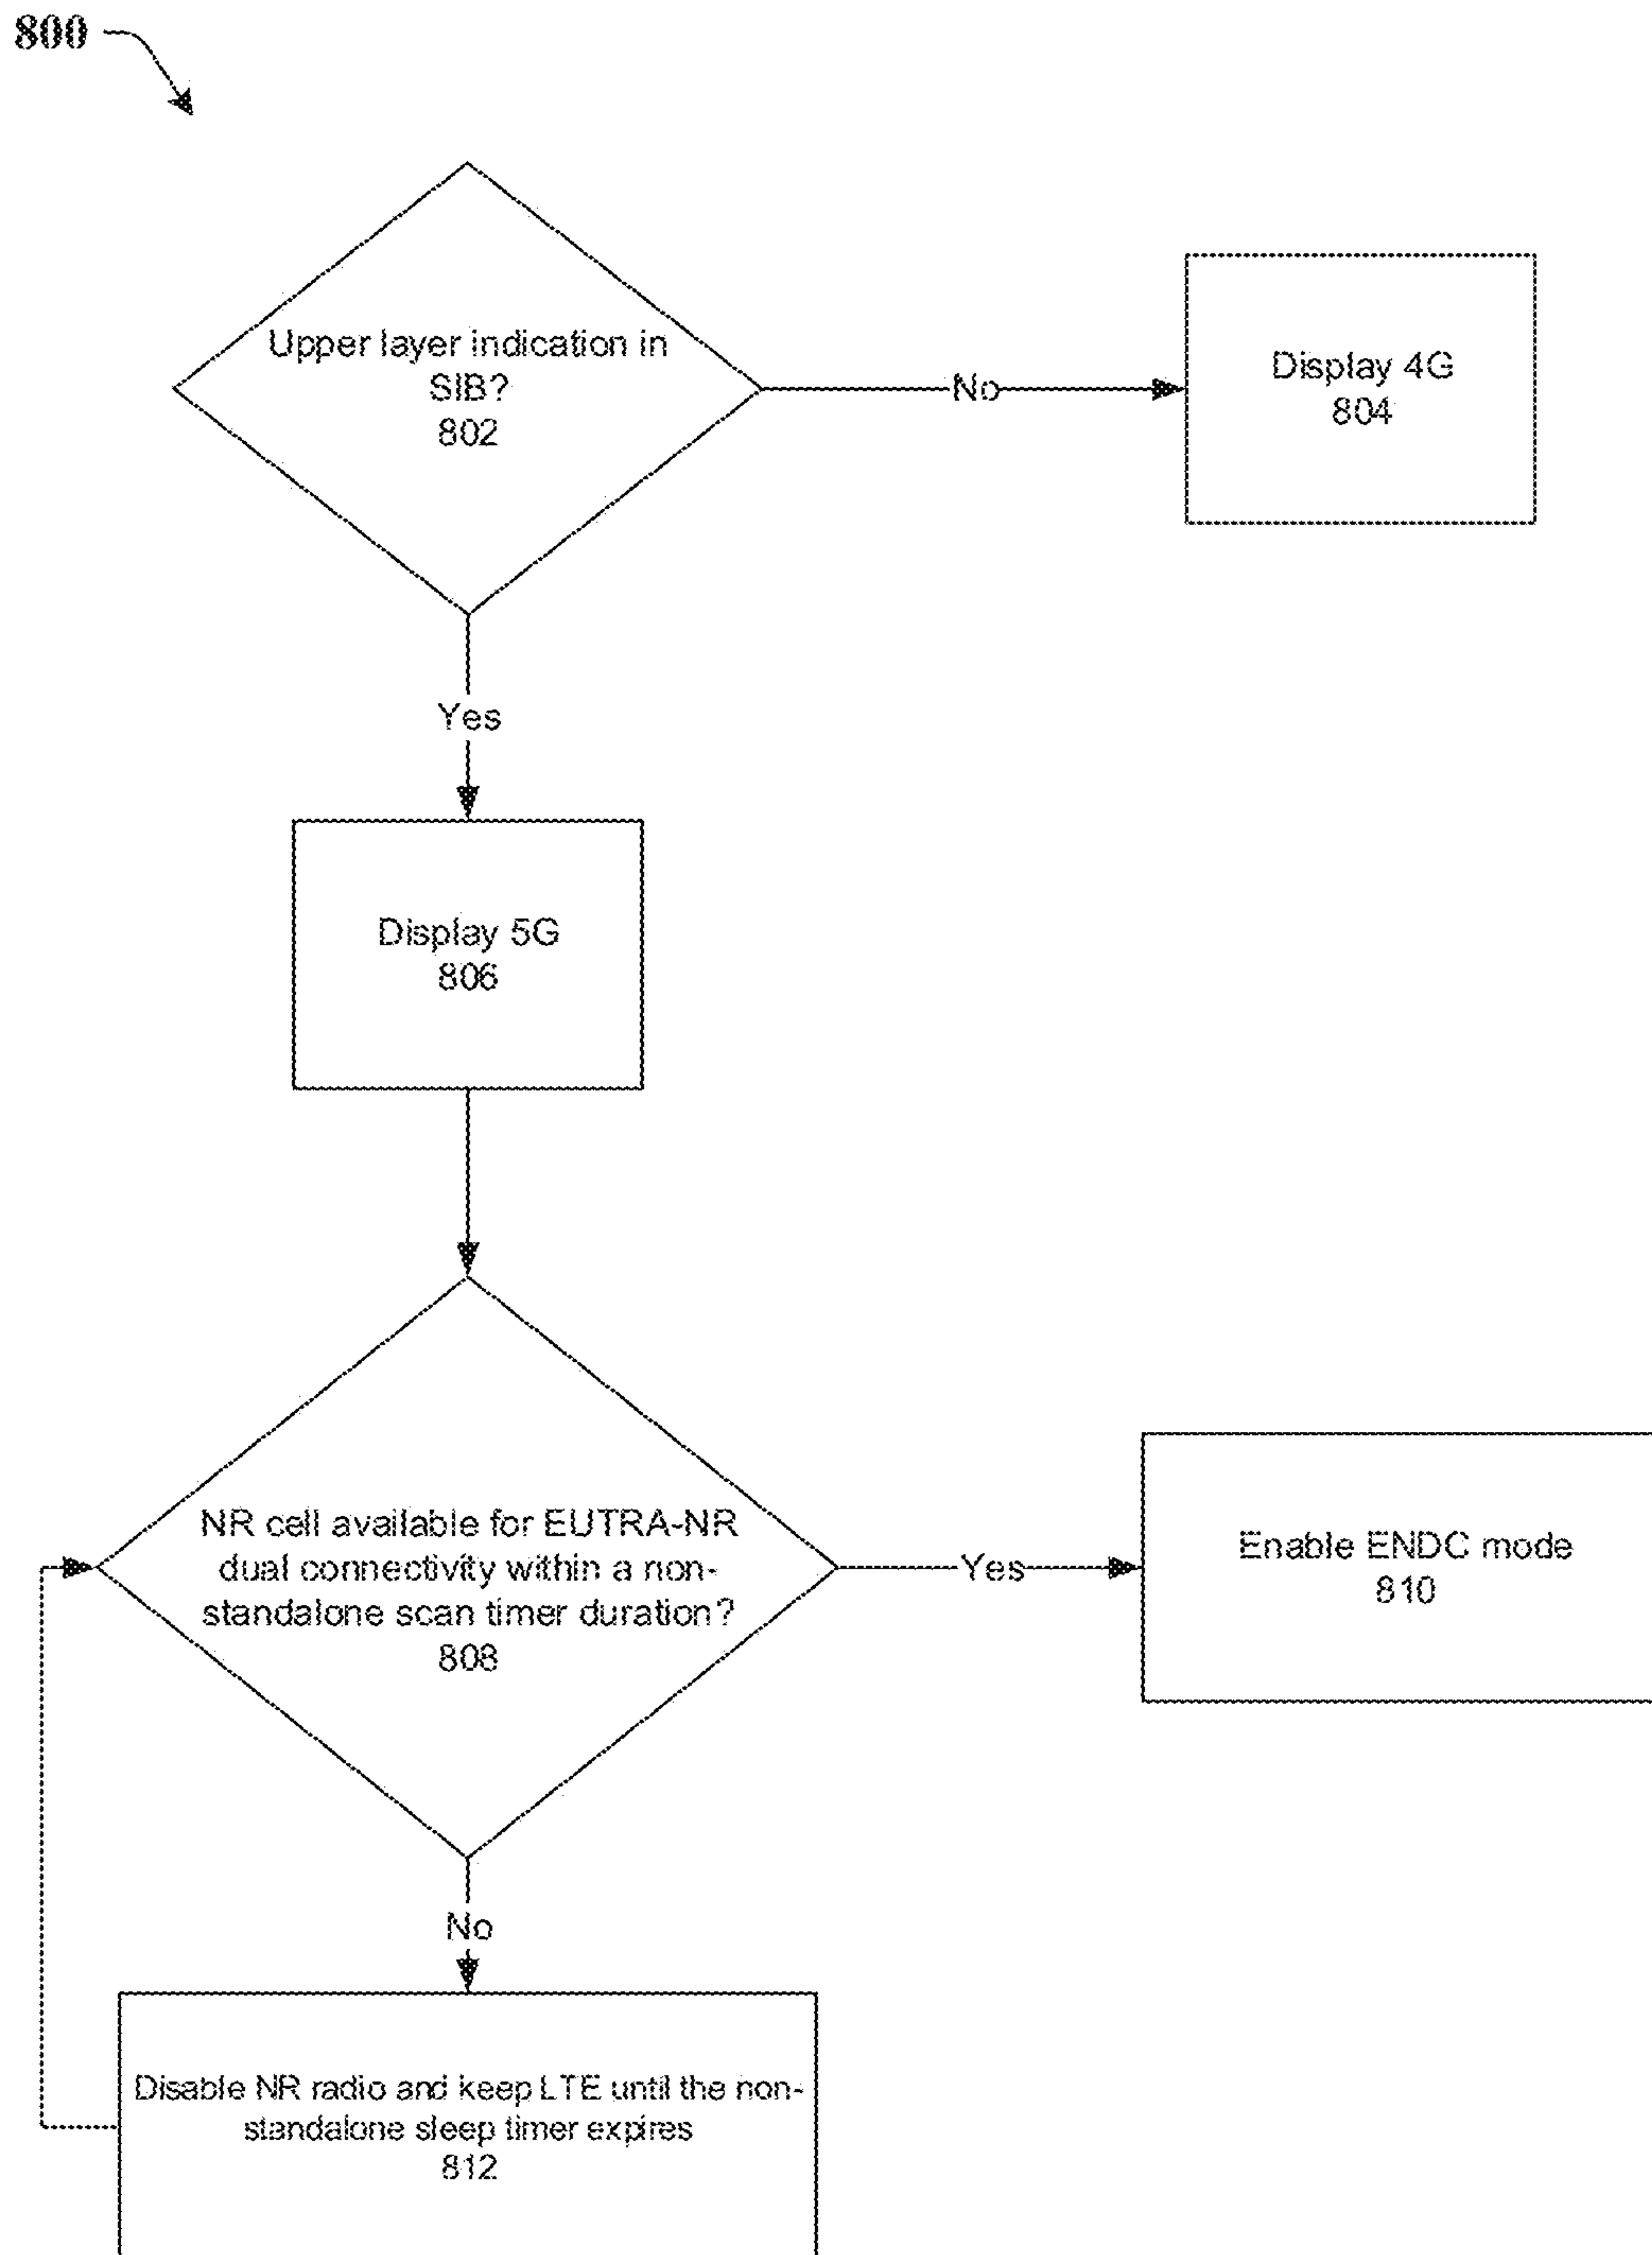 800
Upper layer indication in
SIB?
802
No
Display 4G
804
Yes
Display 5G
806
NR cell available for EUTRA-NR
dual connectivity within a non-
standalone scan timer duration?
808
Yes
Enable ENDC mode
810
No
Disable NR radio and keep LTE until the non-
standalone sleep timer expires
812